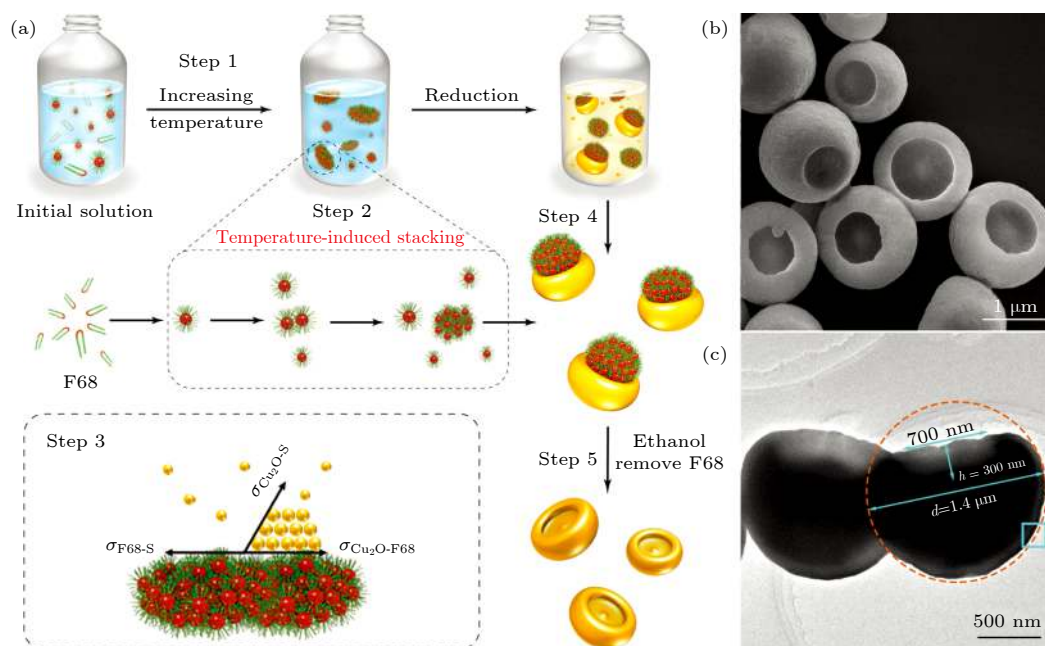 (a)
Step 1
Increasing
temperature
Reduction
Initial solution
Step 2
Step 4
Temperature-induced stacking
F68
Step 3
σCu₂O-S
σF68-S
σCu₂O-F68
Step 5
Ethanol
remove F68
(b)
1 μm
(c)
700 nm
h = 300 nm
d=1.4 μm
500 nm